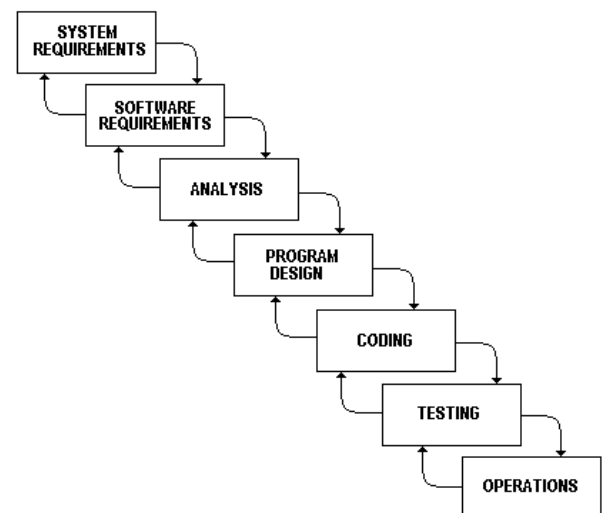 SYSTEM
REQUIREMENTS
SOFTWARE
REQUIREMENTS
ANALYSIS
PROGRAM
DESIGN
CODING
TESTING
OPERATIONS